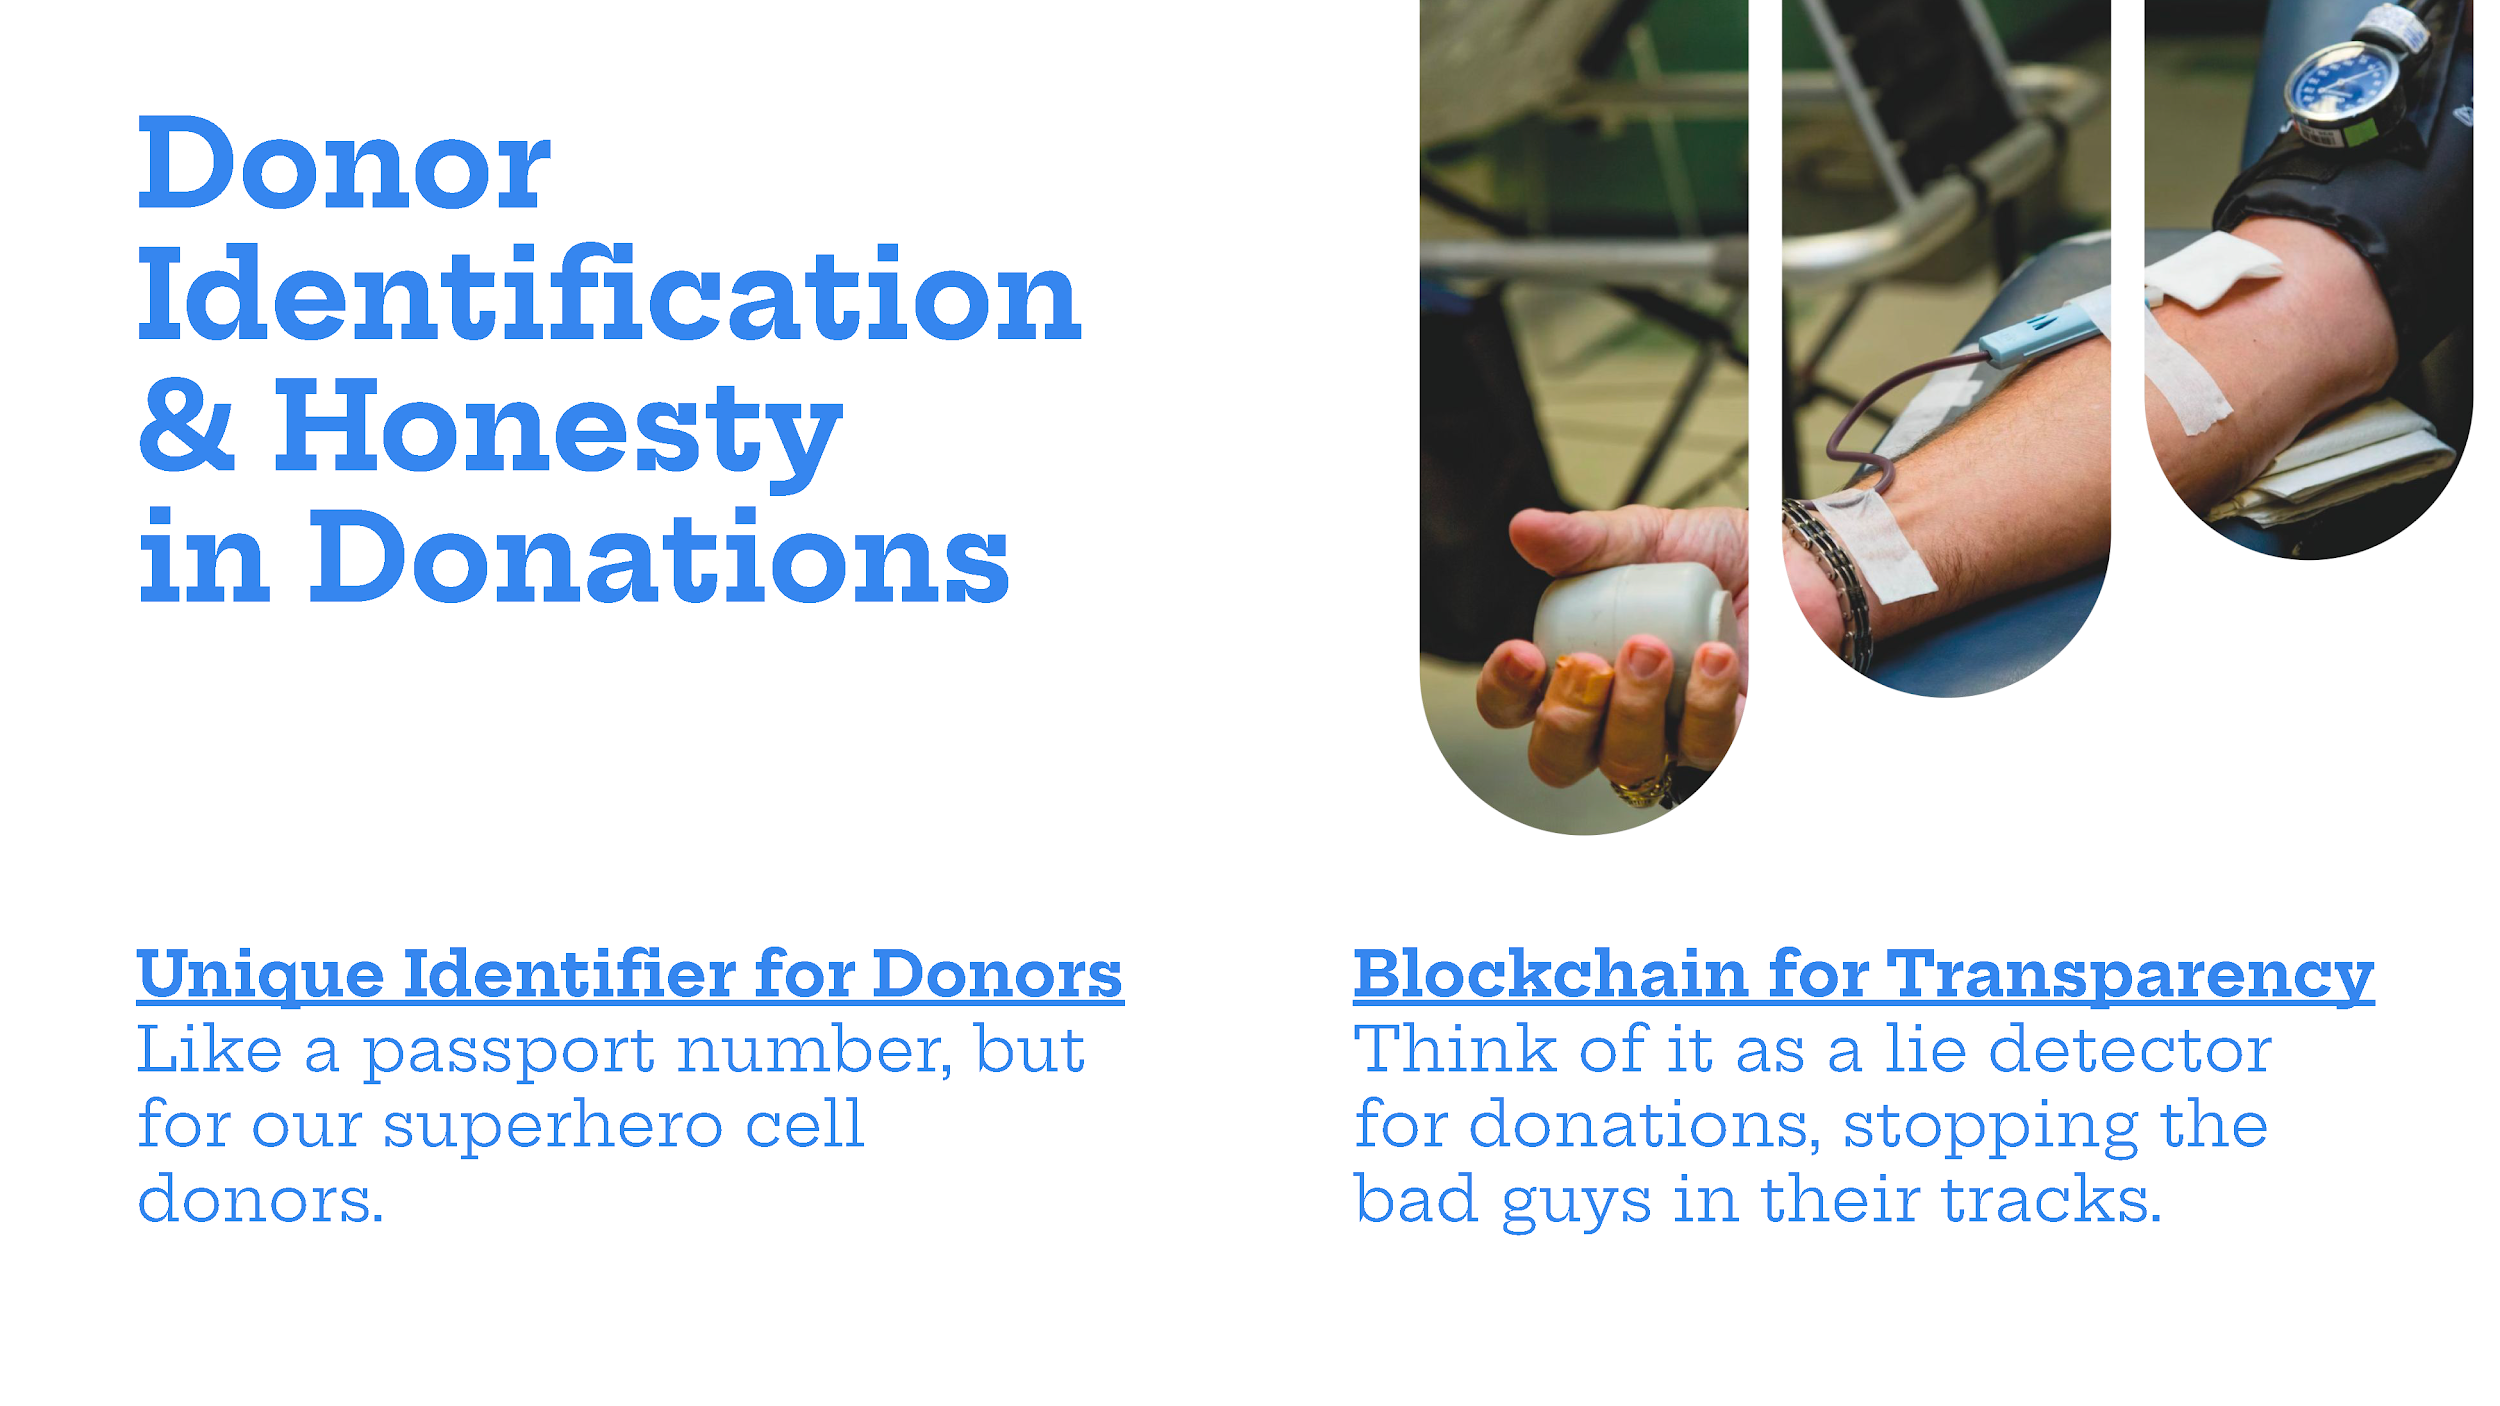 Donor
Identification
& Honesty
in Donations
Unique Identifier for Donors
Like a passport number, but
for our superhero cell
donors.
Blockchain for Transparency
Think of it as a lie detector
for donations, stopping the
bad guys in their tracks.